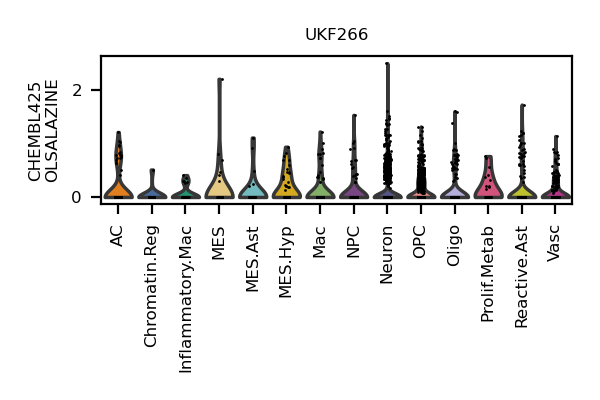 UKF266
CHEMBL425
OLSALAZINE
2
0
AC
Chromatin.Reg
Inflammatory.Mac
MES
MES.Ast
MES.Hyp
Mac
NPC
Neuron
OPC
Oligo
Prolif.Metab
Reactive.Ast
Vasc